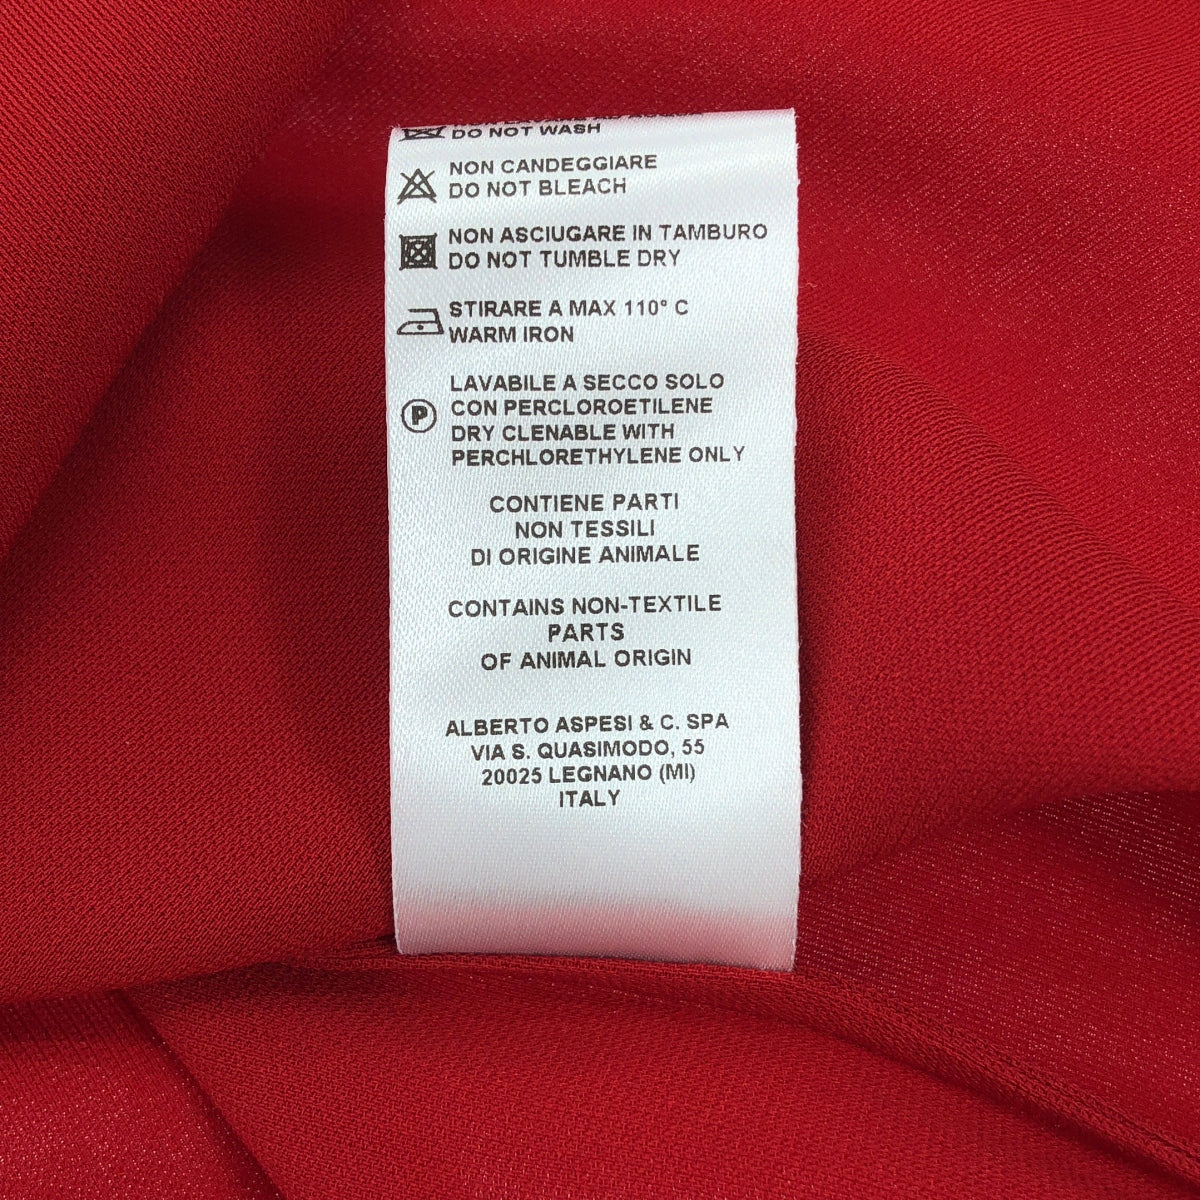 DO NOT WASH
NON CANDEGGIARE
DO NOT BLEACH
NON ASCIUGARE IN TAMBURO
DO NOT TUMBLE DRY
STIRARE A MAX 110° C
WARM IRON
P
LAVABILE A SECCO SOLO
CON PERCLOROETILENE
DRY CLENABLE WITH
PERCHLORETHYLENE ONLY
CONTIENE PARTI
NON TESSILI
DI ORIGINE ANIMALE
CONTAINS NON-TEXTILE
PARTS
OF ANIMAL ORIGIN
ALBERTO ASPESI & C. SPA
VIA S. QUASIMODO, 55
20025 LEGNANO (MI)
ITALY